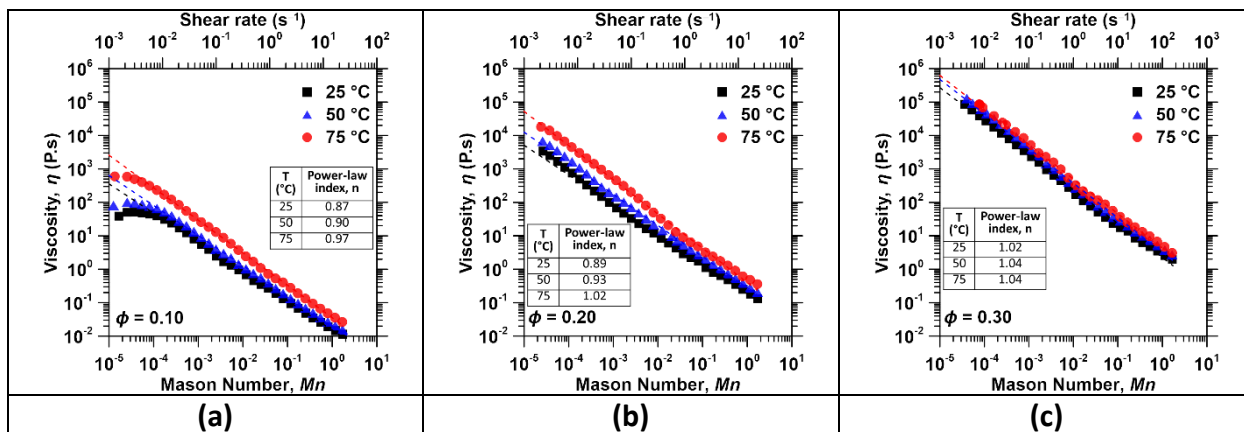 Shear rate (s⁻¹)
10⁻³ 10⁻² 10⁻¹ 10⁰ 10¹ 10²
Viscosity, η (P.s)
10⁶
10⁵
10⁴
10³
10²
10¹
10⁰
10⁻¹
10⁻²
25 °C
50 °C
75 °C
T (°C) Power-law index, n
25 0.87
50 0.90
75 0.97
ϕ = 0.10
10⁻⁵ 10⁻⁴ 10⁻³ 10⁻² 10⁻¹ 10⁰ 10¹
Mason Number, Mn
(a)
Shear rate (s⁻¹)
10⁻³ 10⁻² 10⁻¹ 10⁰ 10¹ 10²
Viscosity, η (P.s)
10⁶
10⁵
10⁴
10³
10²
10¹
10⁰
10⁻¹
10⁻²
25 °C
50 °C
75 °C
T (°C) Power-law index, n
25 0.89
50 0.93
75 1.02
ϕ = 0.20
10⁻⁵ 10⁻⁴ 10⁻³ 10⁻² 10⁻¹ 10⁰ 10¹
Mason Number, Mn
(b)
Shear rate (s⁻¹)
10⁻³ 10⁻² 10⁻¹ 10⁰ 10¹ 10² 10³
Viscosity, η (P.s)
10⁶
10⁵
10⁴
10³
10²
10¹
10⁰
10⁻¹
10⁻²
25 °C
50 °C
75 °C
T (°C) Power-law index, n
25 1.02
50 1.04
75 1.04
ϕ = 0.30
10⁻⁵ 10⁻⁴ 10⁻³ 10⁻² 10⁻¹ 10⁰ 10¹
Mason Number, Mn
(c)